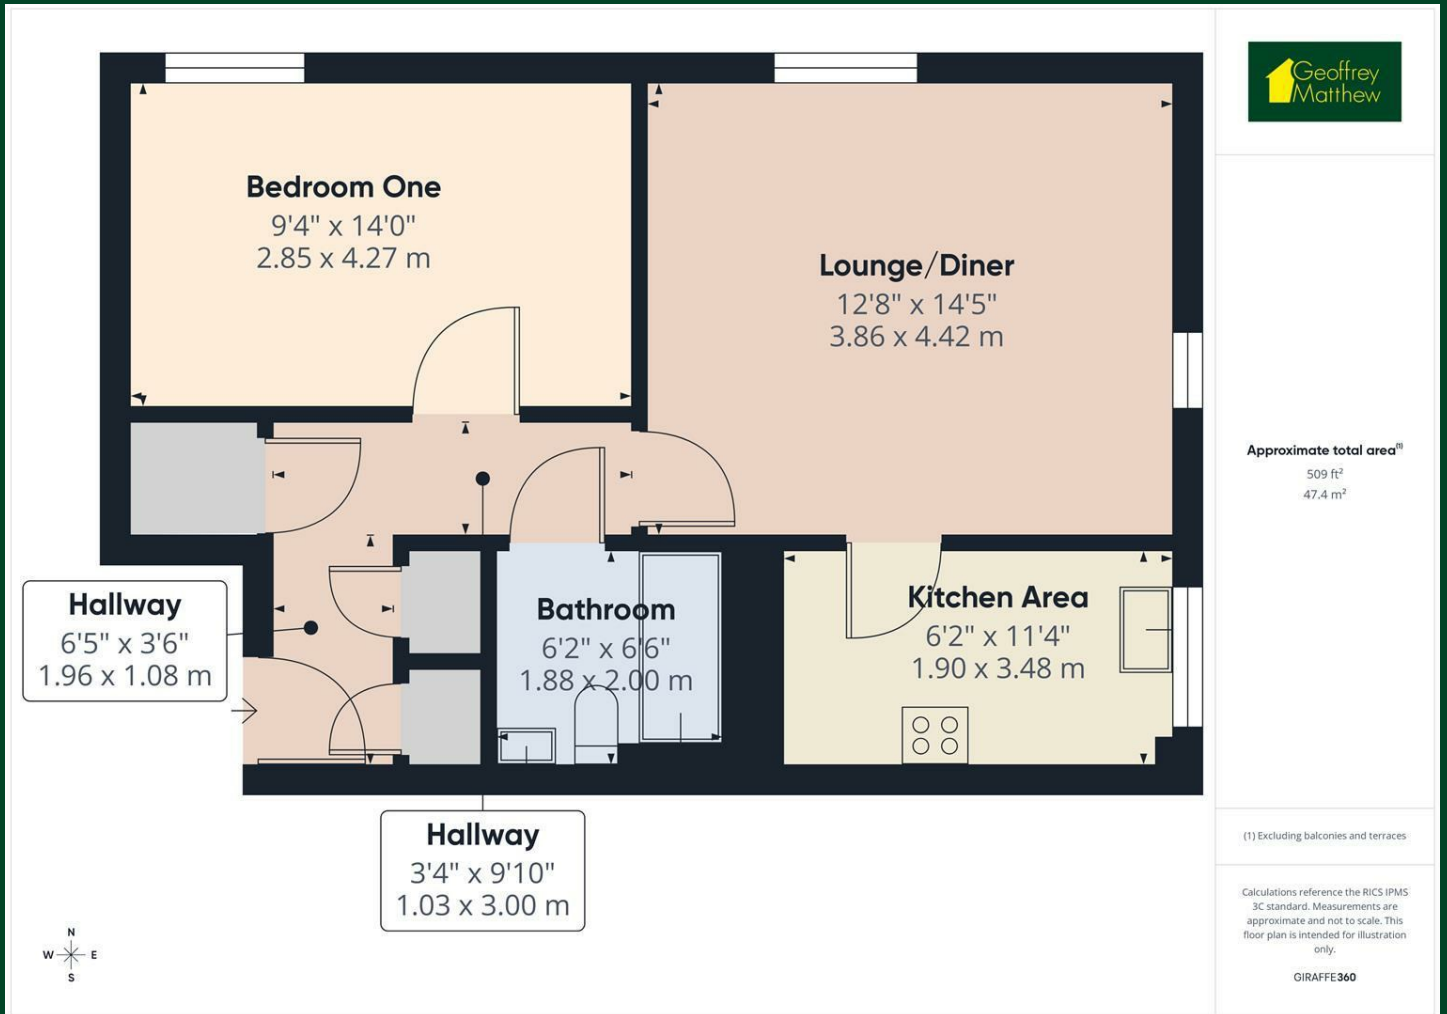 Geoffrey
Matthew
Bedroom One
9'4" x 14'0"
2.85 x 4.27 m
Lounge/Diner
12'8" x 14'5"
3.86 x 4.42 m
Approximate total area(1)
509 ft²
47.4 m²
Hallway
6'5" x 3'6"
1.96 x 1.08 m
Bathroom
6'2" x 6'6"
1.88 x 2.00 m
Kitchen Area
6'2" x 11'4"
1.90 x 3.48 m
Hallway
3'4" x 9'10"
1.03 x 3.00 m
(1) Excluding balconies and terraces
Calculations reference the RICS IPMS
3C standard. Measurements are
approximate and not to scale. This
floor plan is intended for illustration
only.
GIRAFFE360
N
W E
S